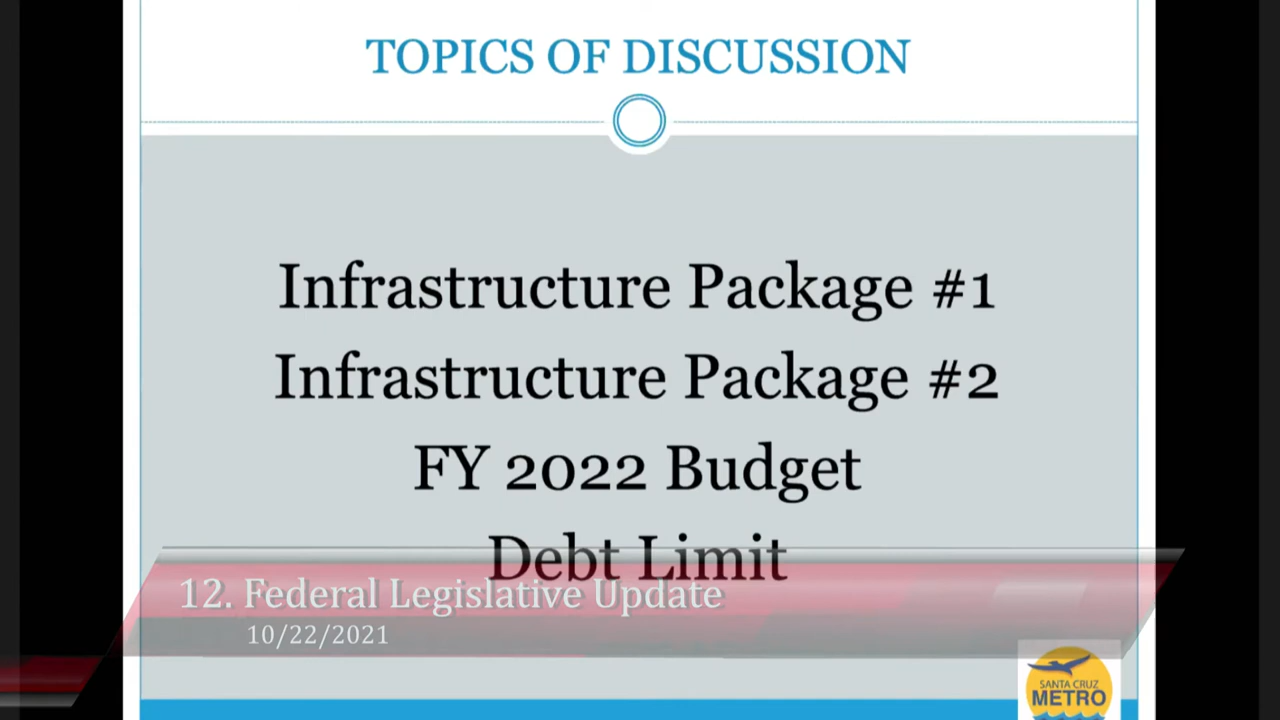 TOPICS OF DISCUSSION
Infrastructure Package #1
Infrastructure Package #2
FY 2022 Budget
Debt Limit
12. Federal Legislative Update
10/22/2021
SANTA CRUZ
METRO